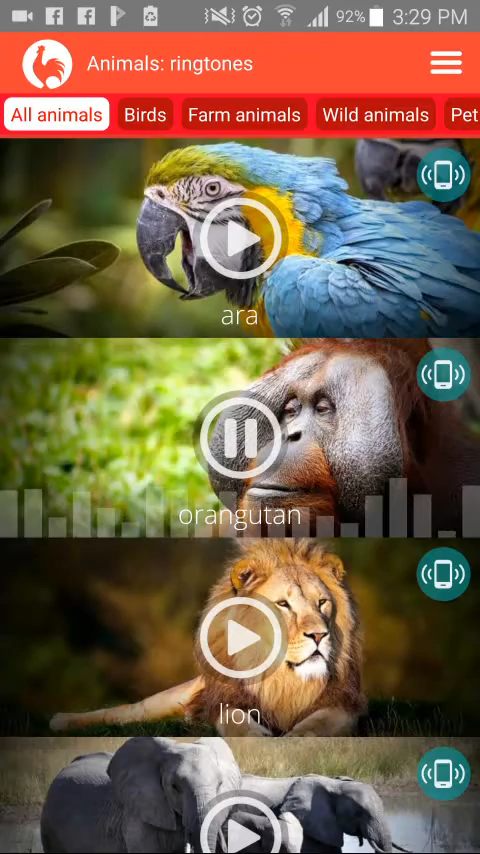 92% 3:29 PM
Animals: ringtones
All animals Birds Farm animals Wild animals Pet
ara
orangutan
lion